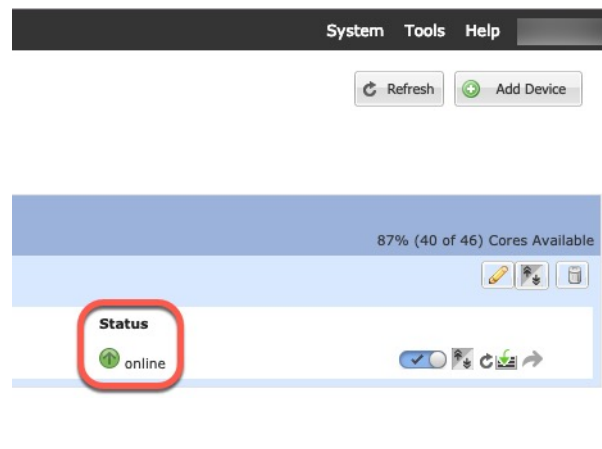 System Tools Help
Refresh Add Device
87% (40 of 46) Cores Available
Status
online